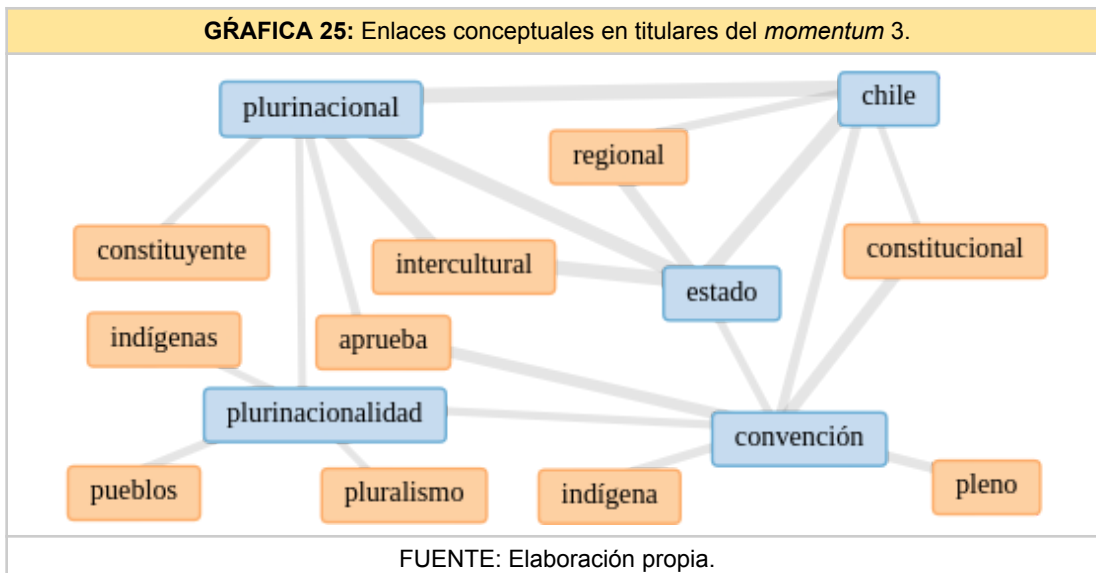 GŔAFICA 25: Enlaces conceptuales en titulares del momentum 3.
plurinacional
chile
regional
constituyente
intercultural
constitucional
estado
indígenas
aprueba
plurinacionalidad
convención
pueblos
pluralismo
indígena
pleno
FUENTE: Elaboración propia.